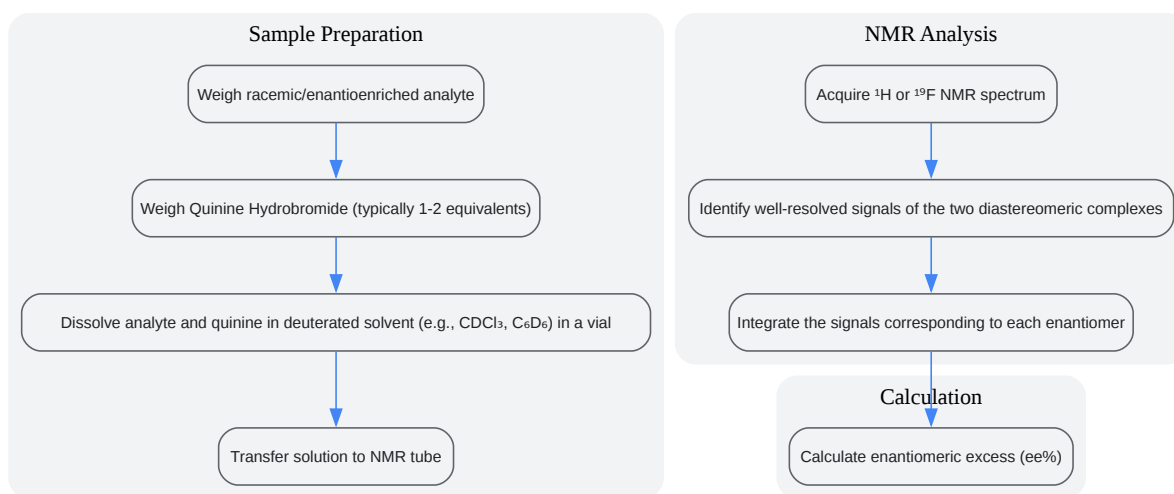 Sample Preparation
Weigh racemic/enantioenriched analyte
Weigh Quinine Hydrobromide (typically 1-2 equivalents)
Dissolve analyte and quinine in deuterated solvent (e.g., CDCl₃, C₆D₆) in a vial
Transfer solution to NMR tube
NMR Analysis
Acquire ¹H or ¹⁹F NMR spectrum
Identify well-resolved signals of the two diastereomeric complexes
Integrate the signals corresponding to each enantiomer
Calculation
Calculate enantiomeric excess (ee%)